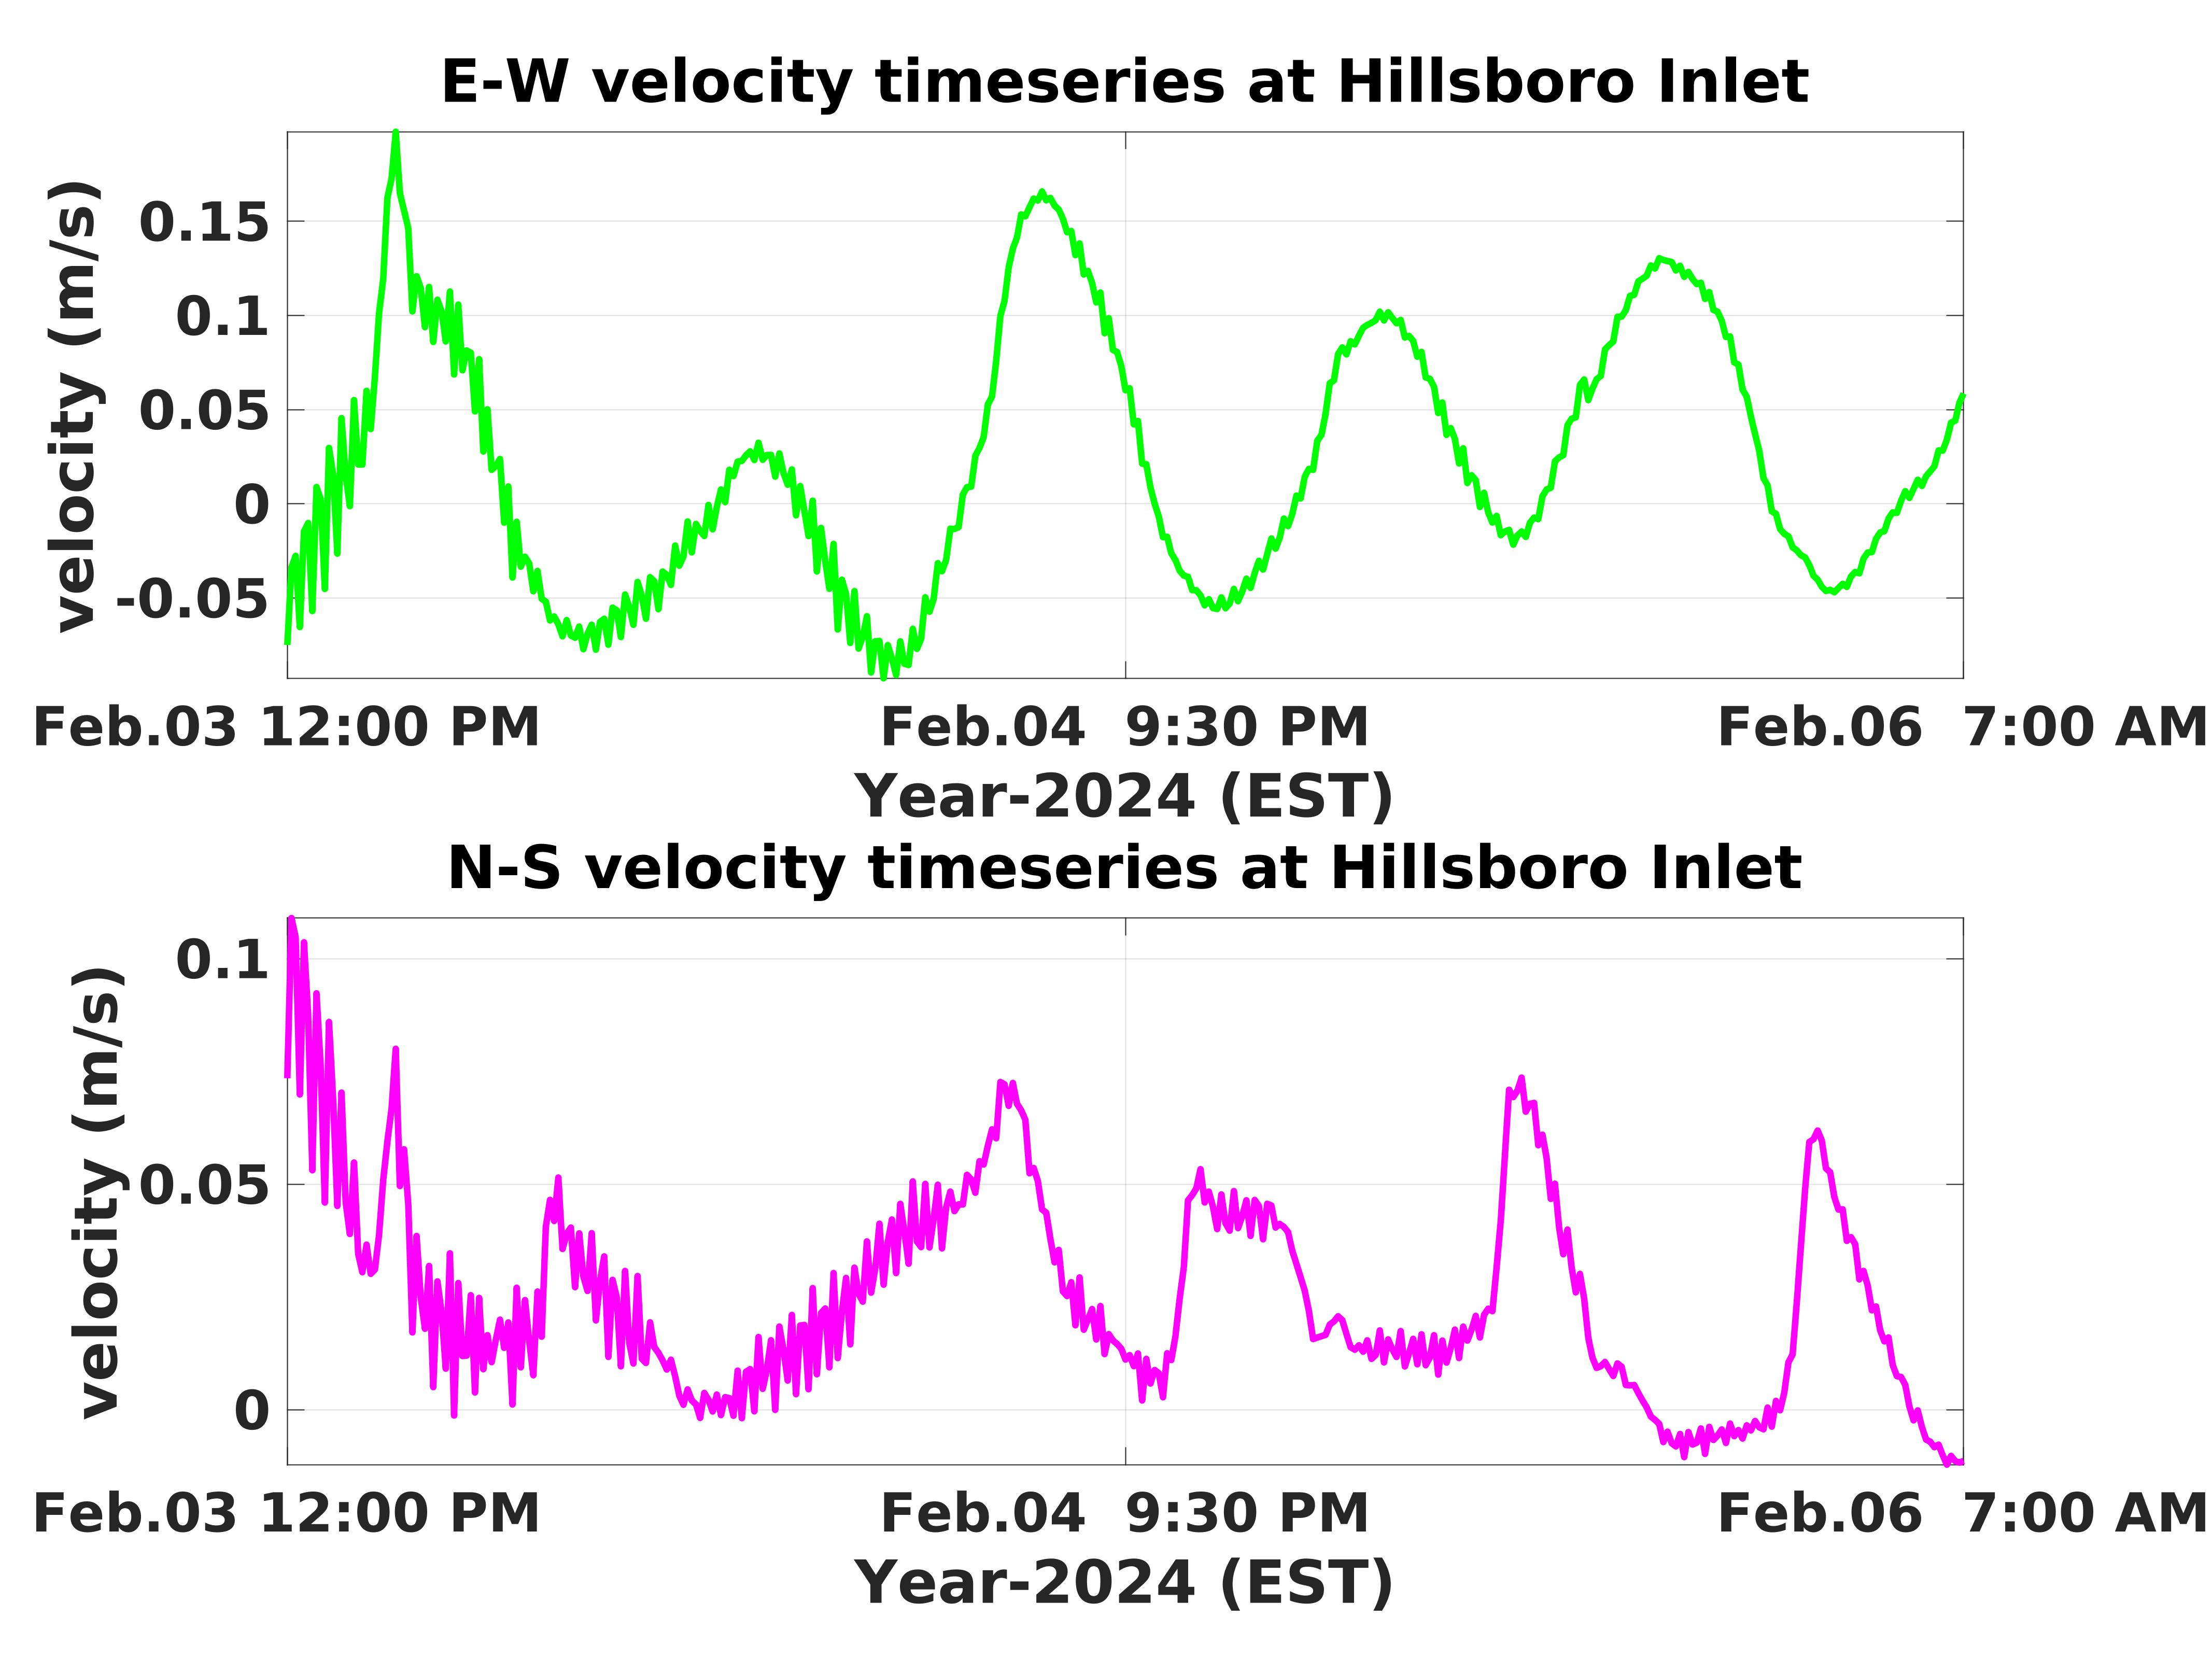 E-W velocity timeseries at Hillsboro Inlet
velocity (m/s)
0.15
0.1
0.05
0
-0.05
Feb.03 12:00 PM
Feb.04  9:30 PM
Feb.06  7:00 AM
Year-2024 (EST)
N-S velocity timeseries at Hillsboro Inlet
velocity (m/s)
0.1
0.05
0
Feb.03 12:00 PM
Feb.04  9:30 PM
Feb.06  7:00 AM
Year-2024 (EST)